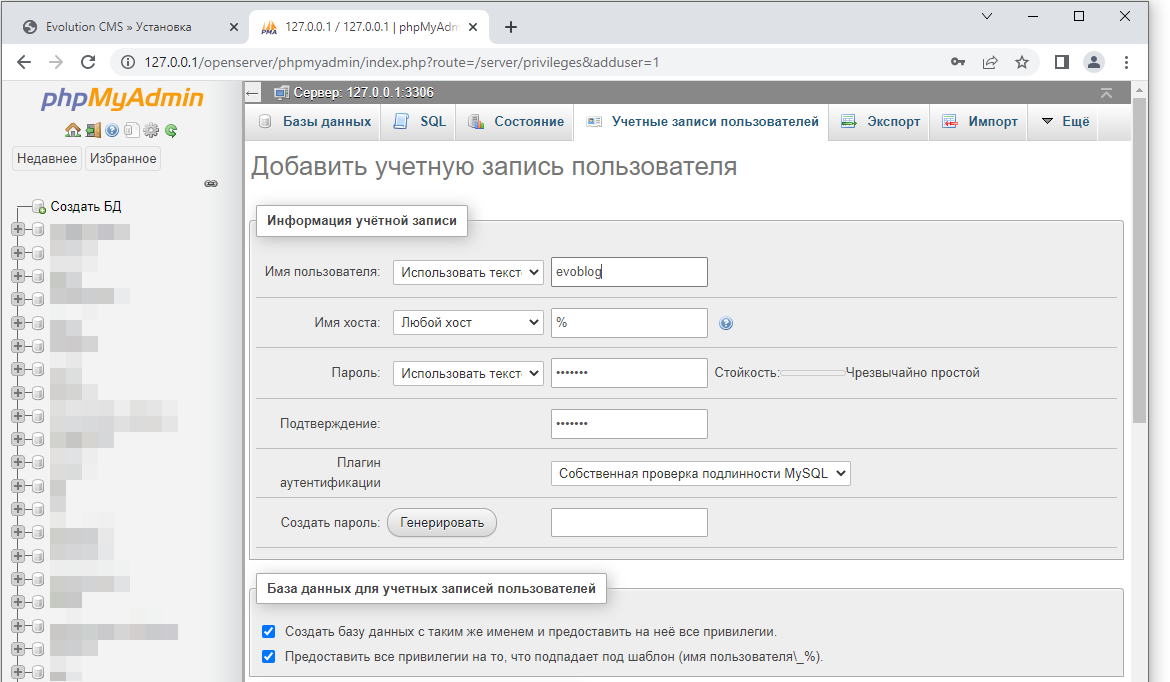 Evolution CMS » Установка
127.0.0.1 / 127.0.0.1 | phpMyAdm
127.0.0.1/openserver/phpmyadmin/index.php?route=/server/privileges&adduser=1
phpMyAdmin
Недавнее Избранное
Создать БД
Сервер: 127.0.0.1:3306
Базы данных SQL Состояние Учетные записи пользователей Экспорт Импорт Ещё
Добавить учетную запись пользователя
Информация учётной записи
Имя пользователя: Использовать текст evoblog
Имя хоста: Любой хост %
Пароль: Использовать текст ••••••• Стойкость: Чрезвычайно простой
Подтверждение: •••••••
Плагин
аутентификации
Собственная проверка подлинности MySQL
Создать пароль: Генерировать
База данных для учетных записей пользователей
Создать базу данных с таким же именем и предоставить на неё все привилегии.
Предоставить все привилегии на то, что подпадает под шаблон (имя пользователя\_%).